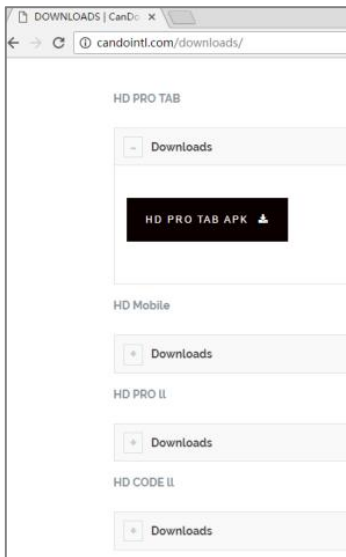 DOWNLOADS | CanDo
candointl.com/downloads/
HD PRO TAB
Downloads
HD PRO TAB APK
HD Mobile
Downloads
HD PRO ll
Downloads
HD CODE ll
Downloads